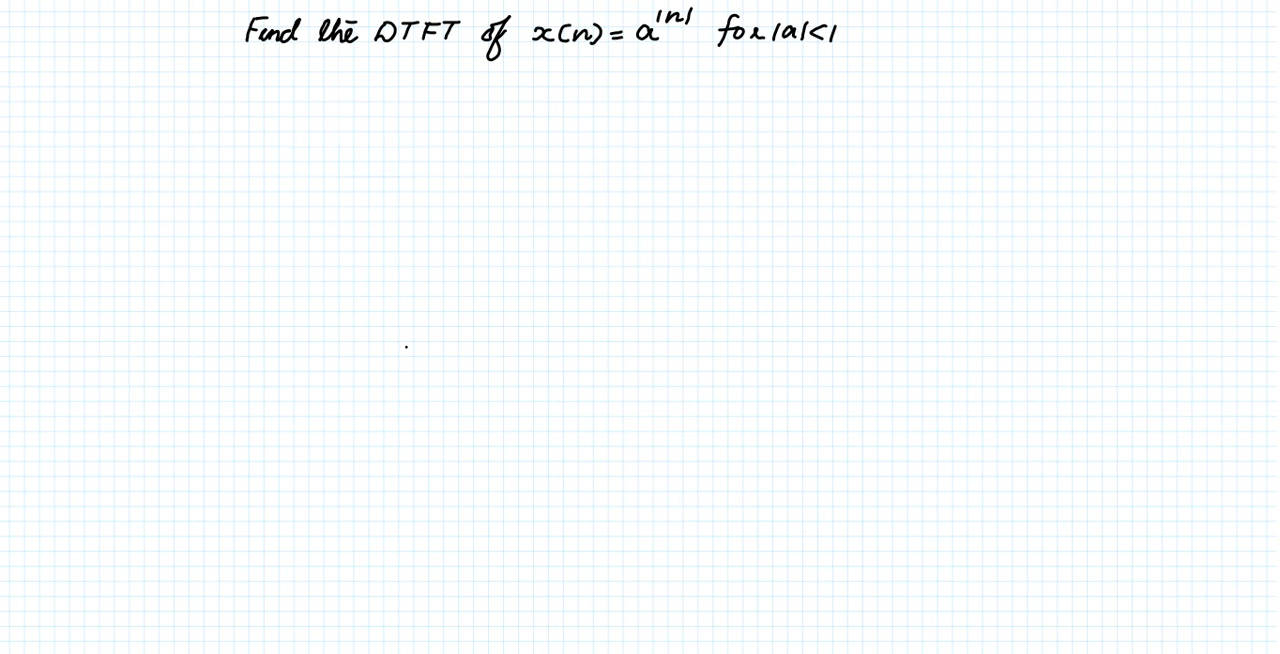 Find the DTFT of x(n) = a^|n| for |a|<1